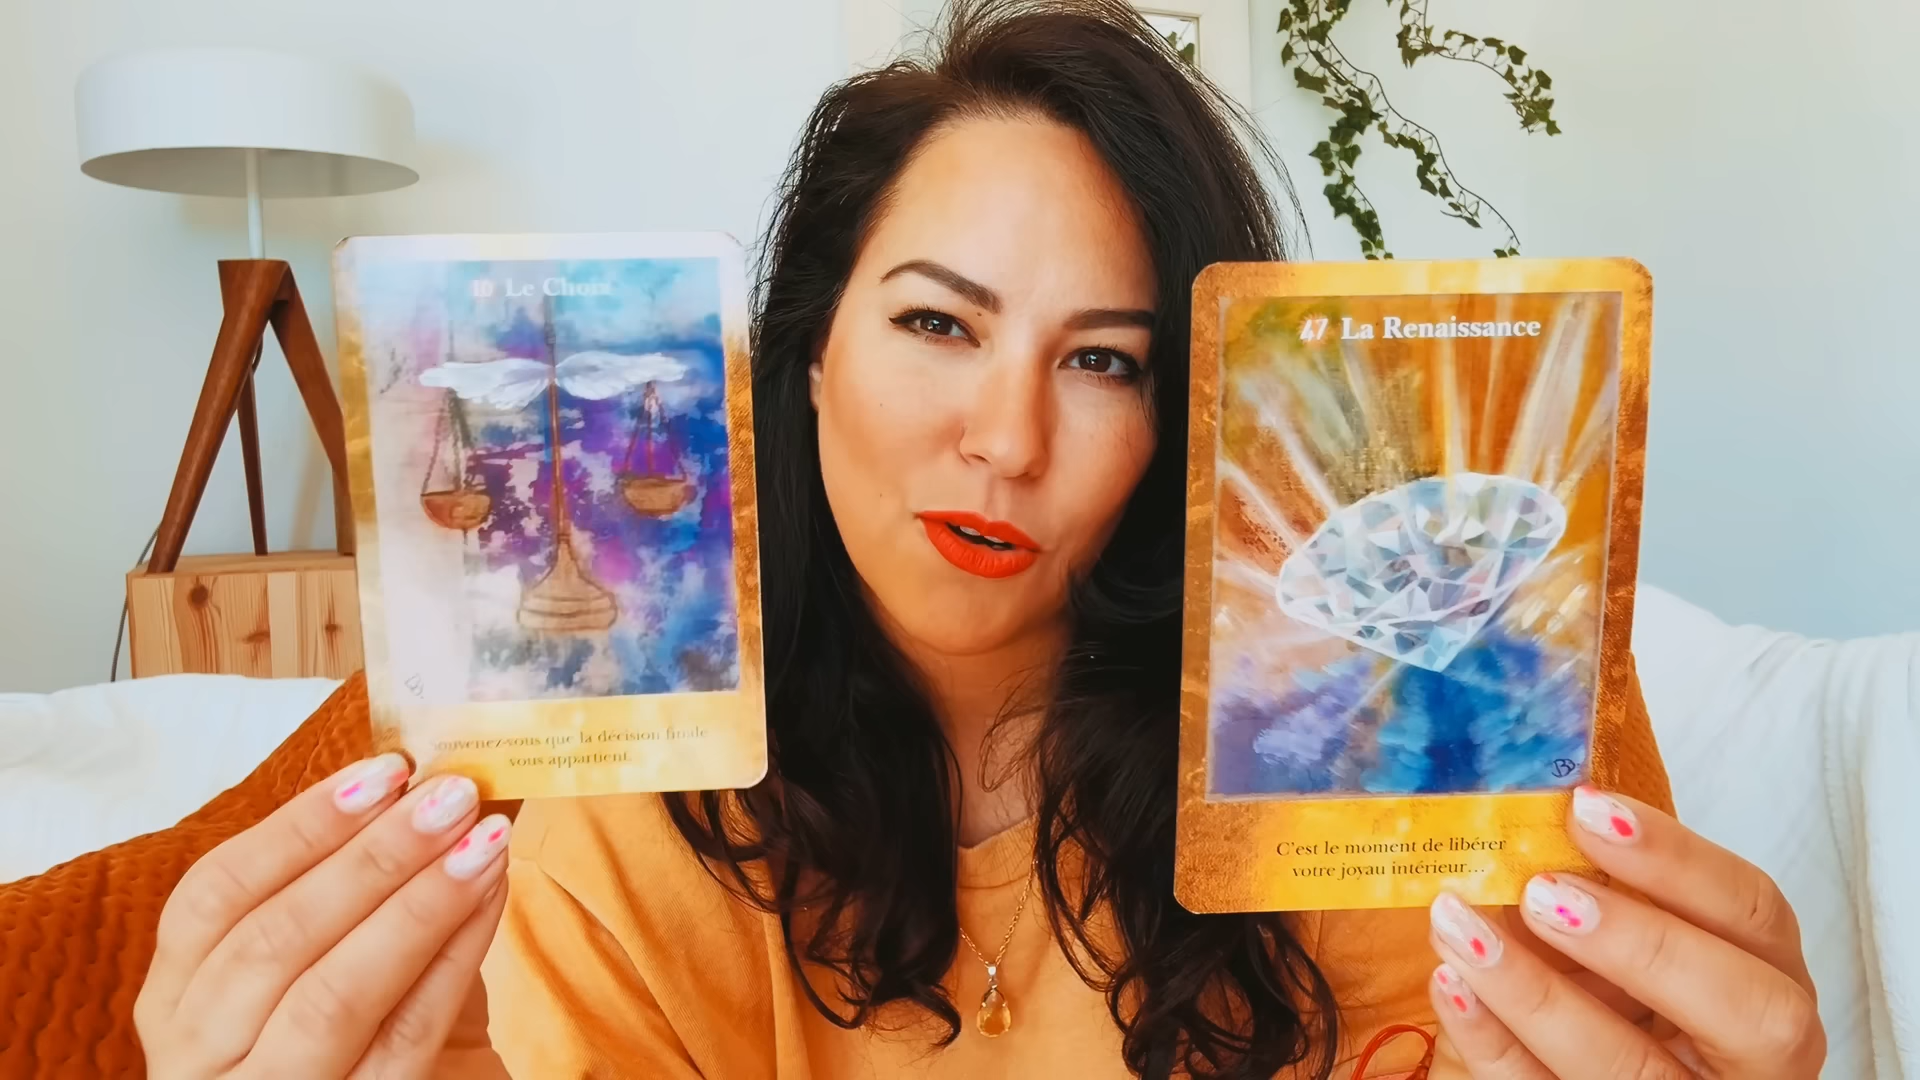 10 Le Choix
Souvenez-vous que la décision finale
vous appartient.
47 La Renaissance
C'est le moment de libérer
votre joyau intérieur...